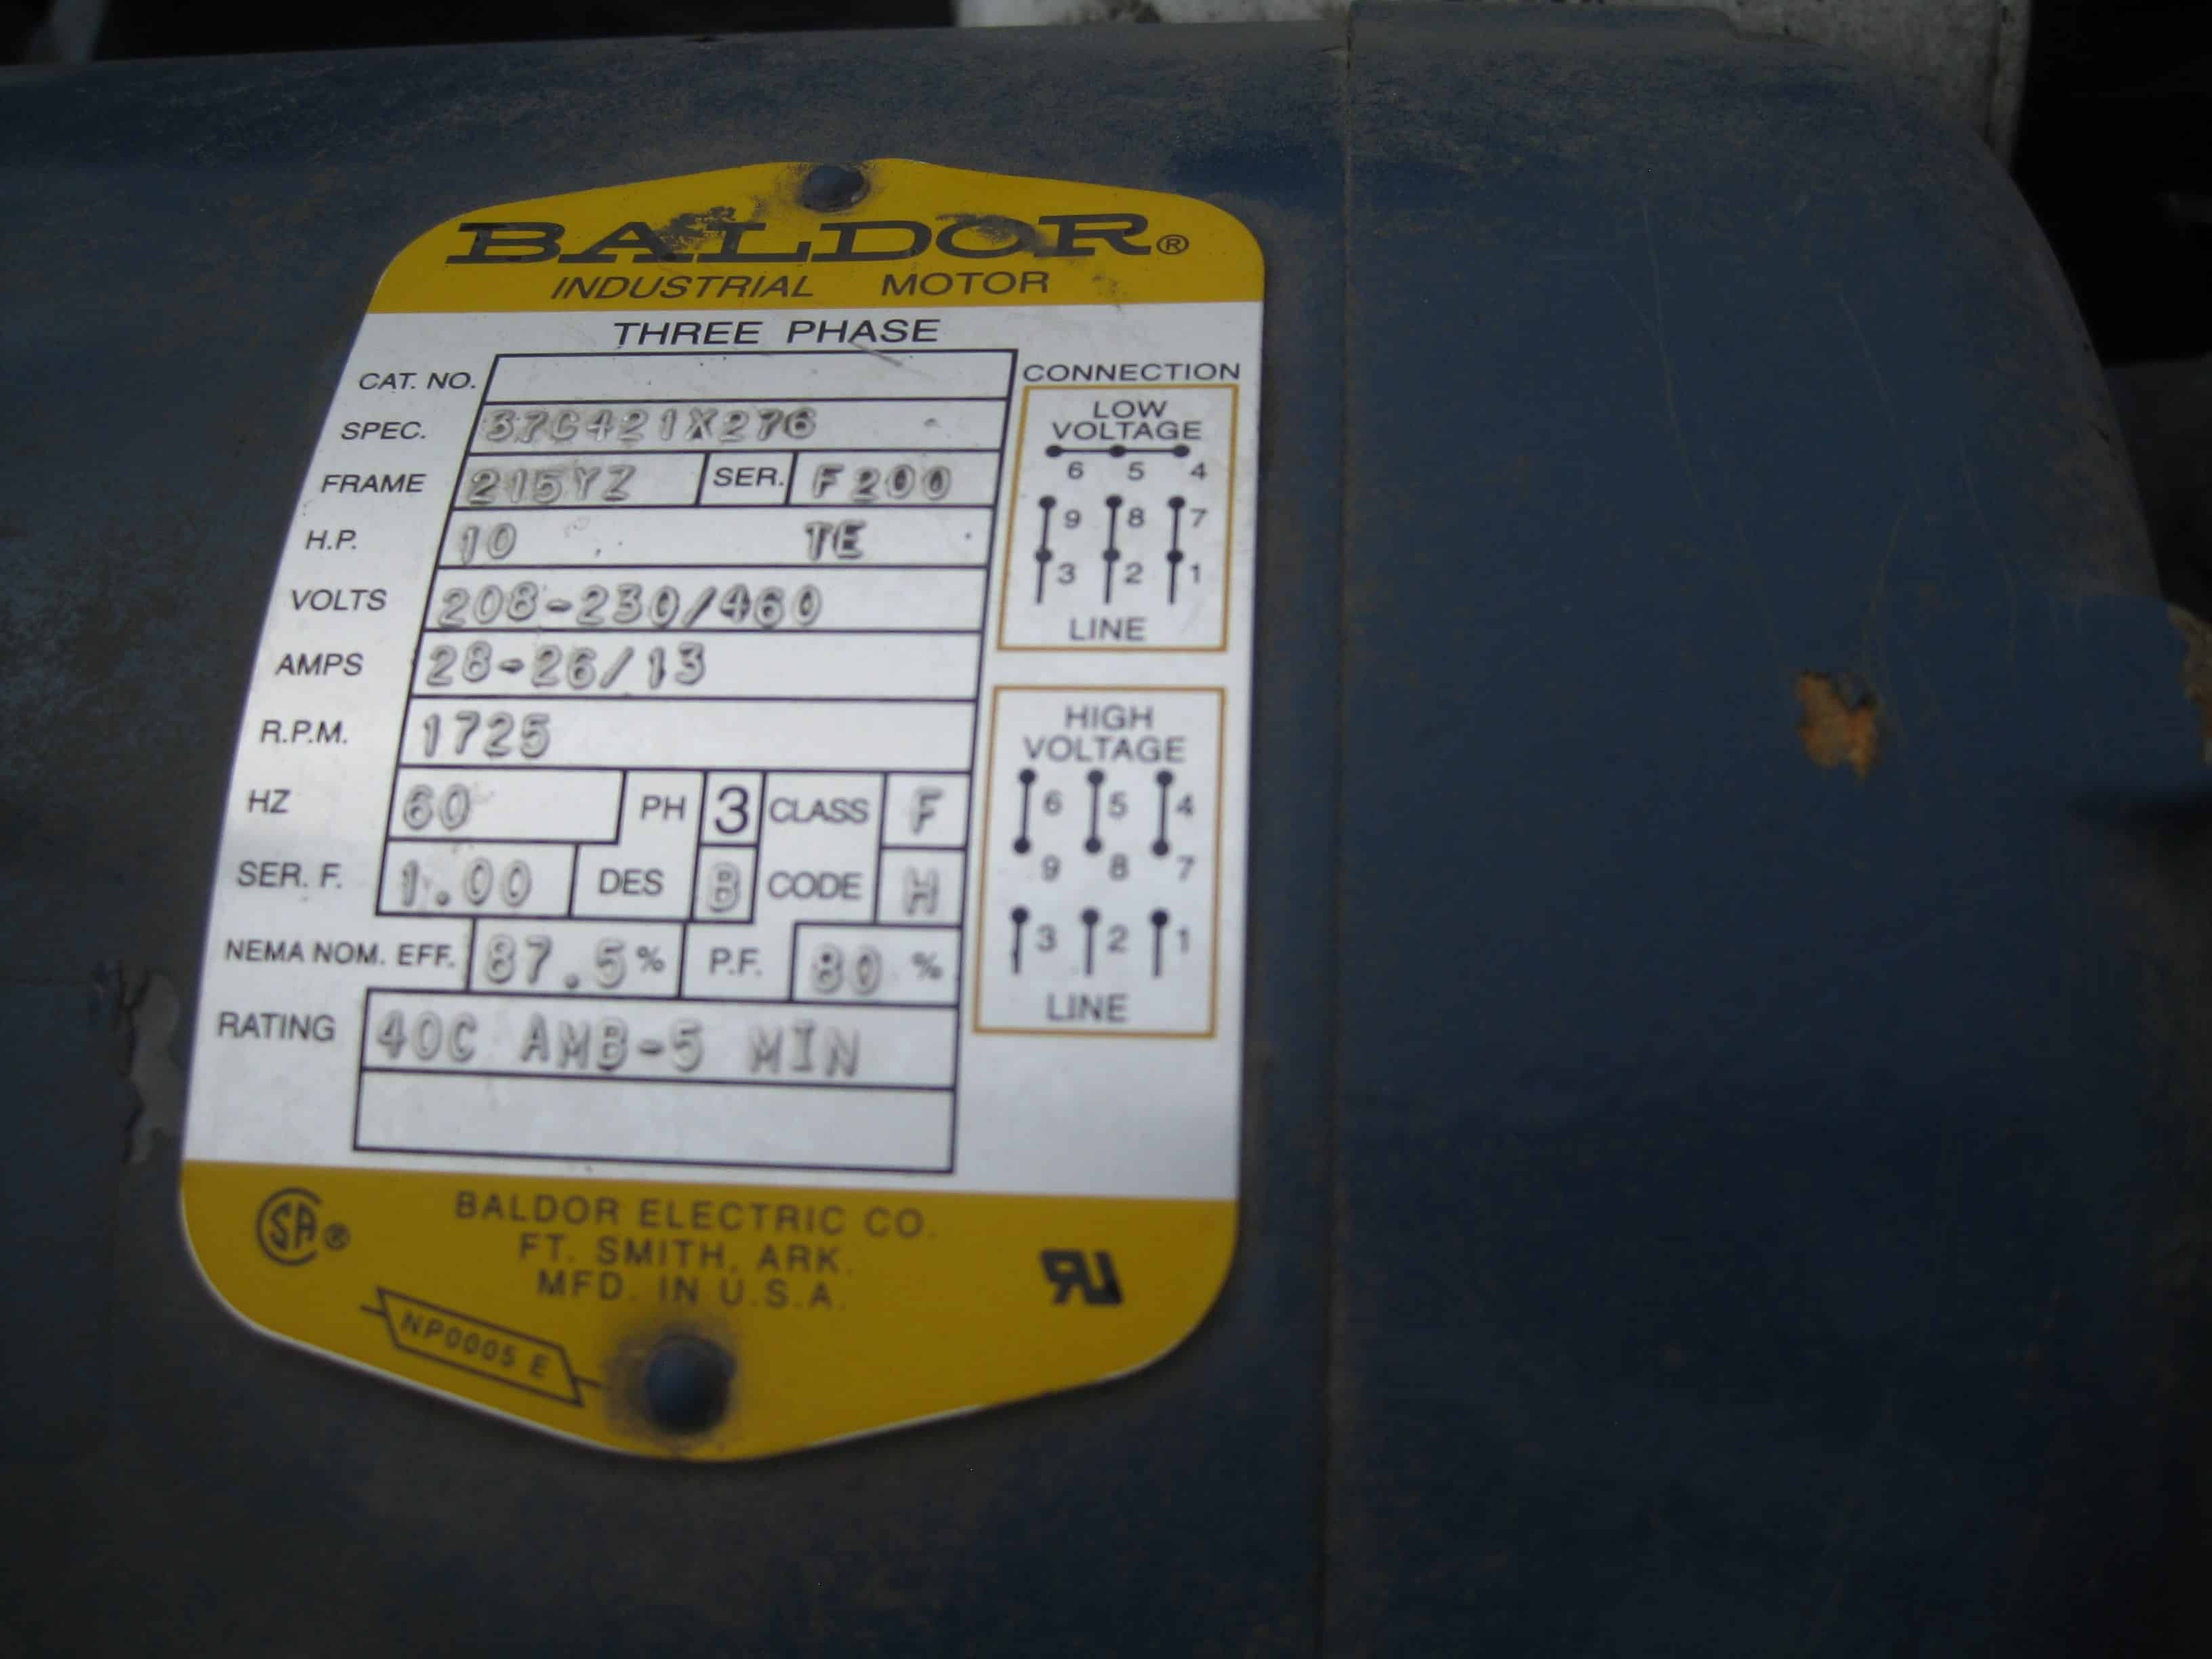 BALDOR®
INDUSTRIAL MOTOR
THREE PHASE
CAT. NO.
SPEC. 37C421X276
FRAME 215YZ SER. F200
H.P. 10 TE
VOLTS 208-230/460
AMPS 28-26/13
R.P.M. 1725
HZ 60 PH 3 CLASS F
SER. F. 1.00 DES B CODE H
NEMA NOM. EFF. 87.5 % P.F. 80 %
RATING 40C AMB-5 MIN
CONNECTION
LOW
VOLTAGE
6 5 4
9 8 7
3 2 1
LINE
HIGH
VOLTAGE
6 5 4
9 8 7
3 2 1
LINE
SA®
BALDOR ELECTRIC CO.
FT. SMITH, ARK.
MFD. IN U.S.A.
NP0005 E
RU